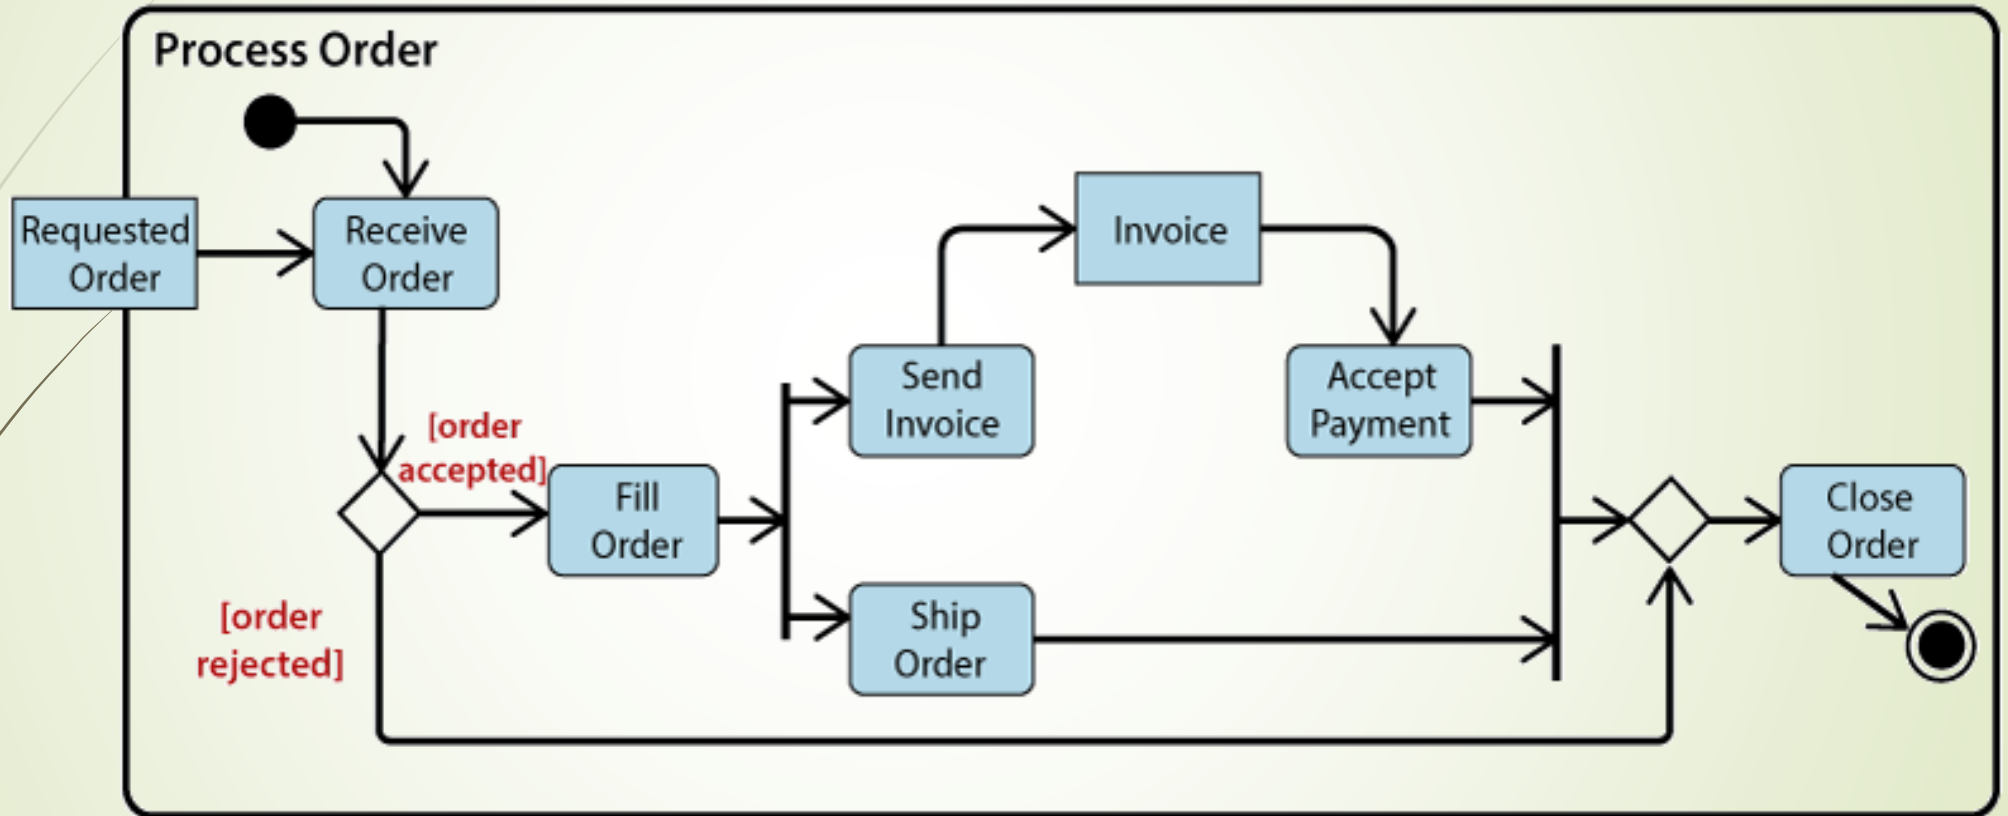 Process Order
Requested
Order
Receive
Order
Invoice
Send
Invoice
Accept
Payment
[order
accepted]
Fill
Order
Close
Order
[order
rejected]
Ship
Order